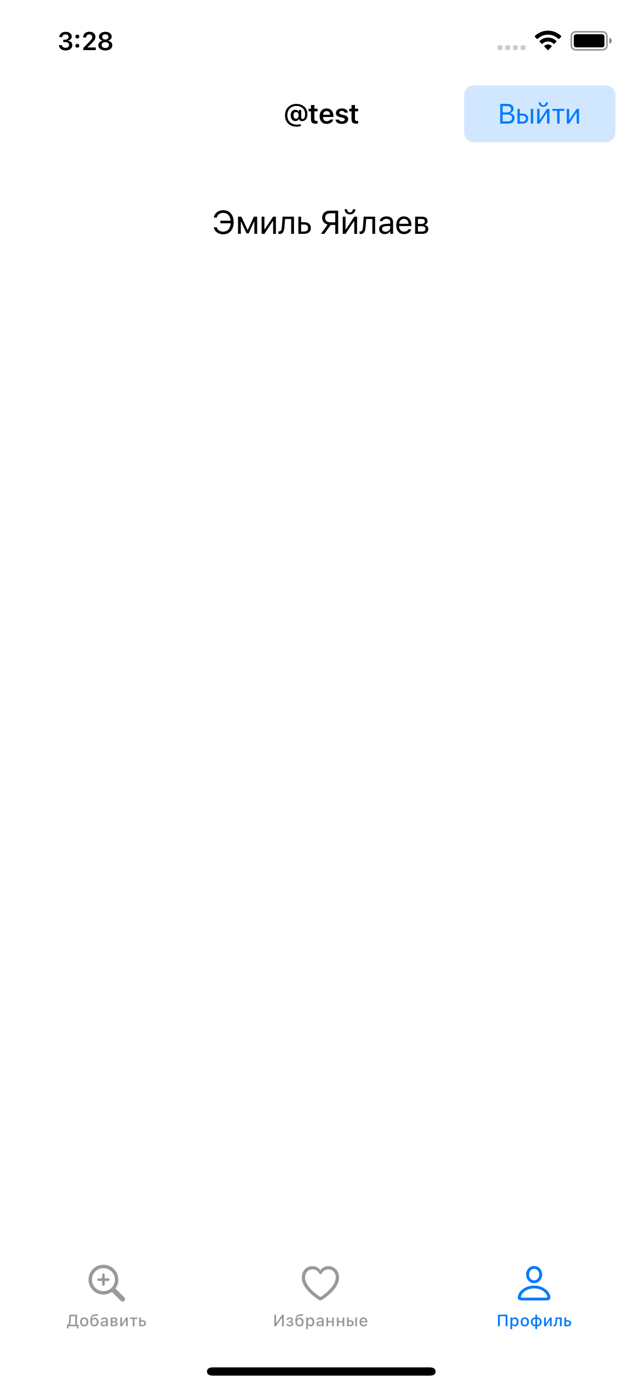 3:28
@test
Выйти
Эмиль Яйлаев
Добавить
Избранные
Профиль